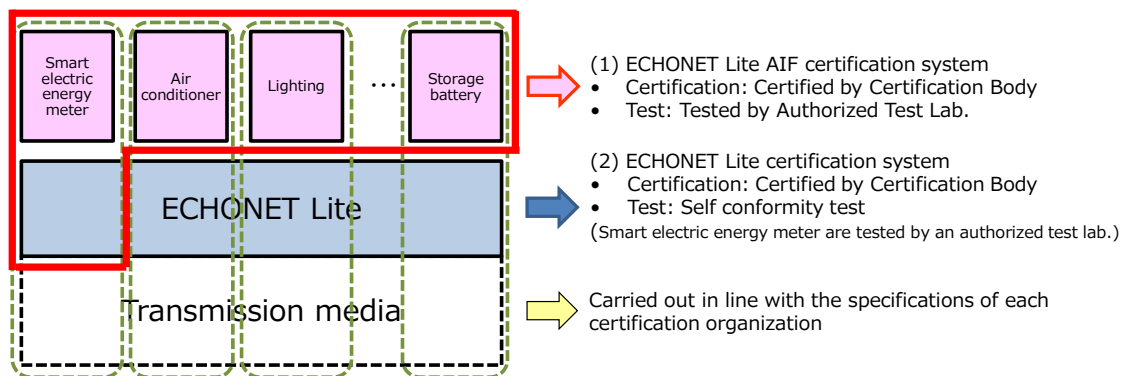 Smart
electric
energy
meter
Air
conditioner
Lighting
…
Storage
battery
(1) ECHONET Lite AIF certification system
• Certification: Certified by Certification Body
• Test: Tested by Authorized Test Lab.
ECHONET Lite
(2) ECHONET Lite certification system
• Certification: Certified by Certification Body
• Test: Self conformity test
(Smart electric energy meter are tested by an authorized test lab.)
Transmission media
Carried out in line with the specifications of each
certification organization